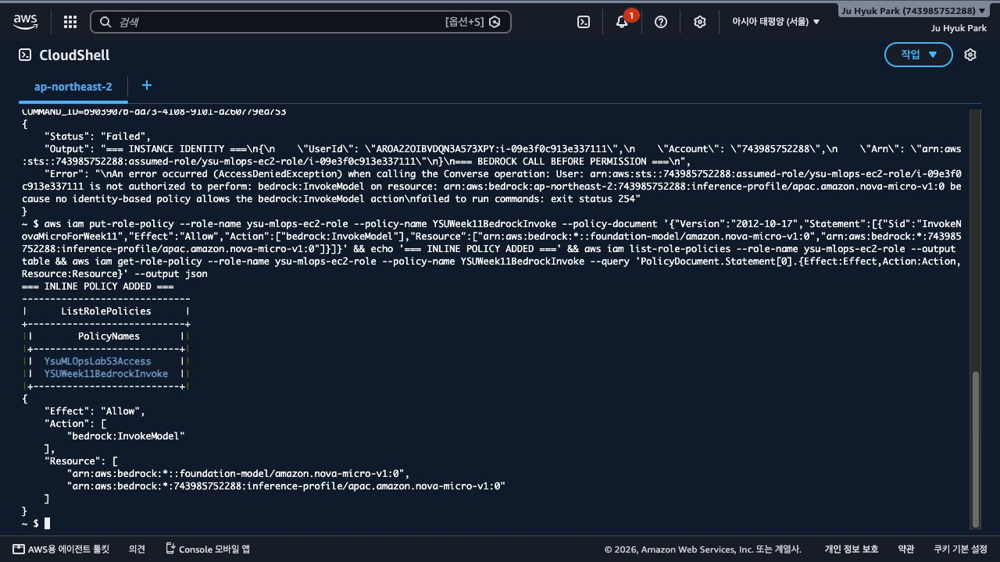 aws
검색
[옵션+S]
1
아시아 태평양 (서울) ▼
Ju Hyuk Park (743985752288) ▼
Ju Hyuk Park
CloudShell
작업 ▼
ap-northeast-2
+
COMMAND_ID=b903907b-aa73-4108-9101-a260779ea753
{
    "Status": "Failed",
    "Output": "=== INSTANCE IDENTITY ===\n{\n    \"UserId\": \"AROA22OIBVDQN3A573XPY:i-09e3f0c913e337111\",\n    \"Account\": \"743985752288\",\n    \"Arn\": \"arn:aws
:sts::743985752288:assumed-role/ysu-mlops-ec2-role/i-09e3f0c913e337111\"\n}\n=== BEDROCK CALL BEFORE PERMISSION ===\n",
    "Error": "\nAn error occurred (AccessDeniedException) when calling the Converse operation: User: arn:aws:sts::743985752288:assumed-role/ysu-mlops-ec2-role/i-09e3f0
c913e337111 is not authorized to perform: bedrock:InvokeModel on resource: arn:aws:bedrock:ap-northeast-2:743985752288:inference-profile/apac.amazon.nova-micro-v1:0 be
cause no identity-based policy allows the bedrock:InvokeModel action\nfailed to run commands: exit status 254"
}
~ $ aws iam put-role-policy --role-name ysu-mlops-ec2-role --policy-name YSUWeek11BedrockInvoke --policy-document '{"Version":"2012-10-17","Statement":[{"Sid":"InvokeN
ovaMicroForWeek11","Effect":"Allow","Action":["bedrock:InvokeModel"],"Resource":["arn:aws:bedrock:*::foundation-model/amazon.nova-micro-v1:0","arn:aws:bedrock:*:743985
752288:inference-profile/apac.amazon.nova-micro-v1:0"]}]}' && echo '=== INLINE POLICY ADDED ===' && aws iam list-role-policies --role-name ysu-mlops-ec2-role --output
table && aws iam get-role-policy --role-name ysu-mlops-ec2-role --policy-name YSUWeek11BedrockInvoke --query 'PolicyDocument.Statement[0].{Effect:Effect,Action:Action,
Resource:Resource}' --output json
=== INLINE POLICY ADDED ===
------------------------------
|      ListRolePolicies      |
+----------------------------+
||        PolicyNames       ||
|+--------------------------+|
||  YsuMLOpsLabS3Access     ||
||  YSUWeek11BedrockInvoke  ||
|+--------------------------+|
{
    "Effect": "Allow",
    "Action": [
        "bedrock:InvokeModel"
    ],
    "Resource": [
        "arn:aws:bedrock:*::foundation-model/amazon.nova-micro-v1:0",
        "arn:aws:bedrock:*:743985752288:inference-profile/apac.amazon.nova-micro-v1:0"
    ]
}
~ $
AWS용 에이전트 툴킷
의견
Console 모바일 앱
© 2026, Amazon Web Services, Inc. 또는 계열사.
개인 정보 보호
약관
쿠키 기본 설정